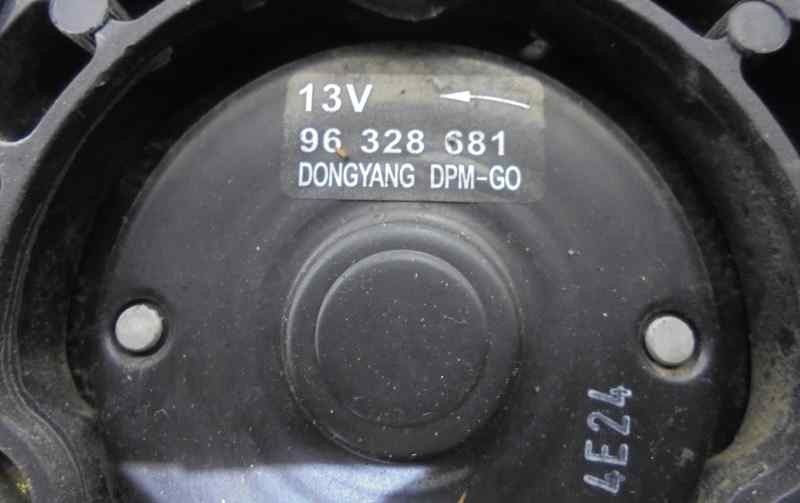 13V
96 328 681
DONGYANG DPM-GO
4E24